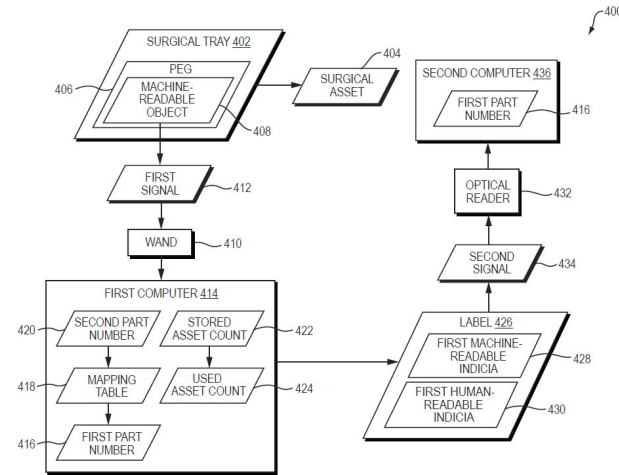 400
SURGICAL TRAY 402
PEG
406
MACHINE-
READABLE
OBJECT
408
404
SURGICAL
ASSET
FIRST
SIGNAL
412
WAND
410
FIRST COMPUTER 414
420
SECOND PART
NUMBER
STORED
ASSET COUNT
422
418
MAPPING
TABLE
USED
ASSET COUNT
424
416
FIRST PART
NUMBER
SECOND COMPUTER 436
FIRST PART
NUMBER
416
OPTICAL
READER
432
SECOND
SIGNAL
434
LABEL 426
FIRST MACHINE-
READABLE
INDICIA
428
FIRST HUMAN-
READABLE
INDICIA
430